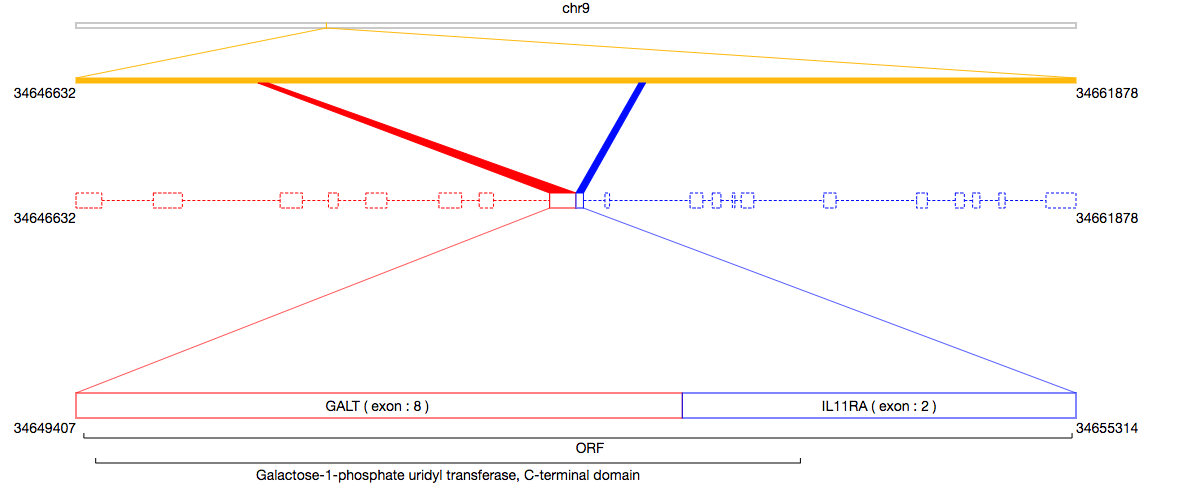 chr9
34646632 34661878
34646632 34661878
GALT ( exon : 8 ) IL11RA ( exon : 2 )
34649407 34655314
ORF
Galactose-1-phosphate uridyl transferase, C-terminal domain